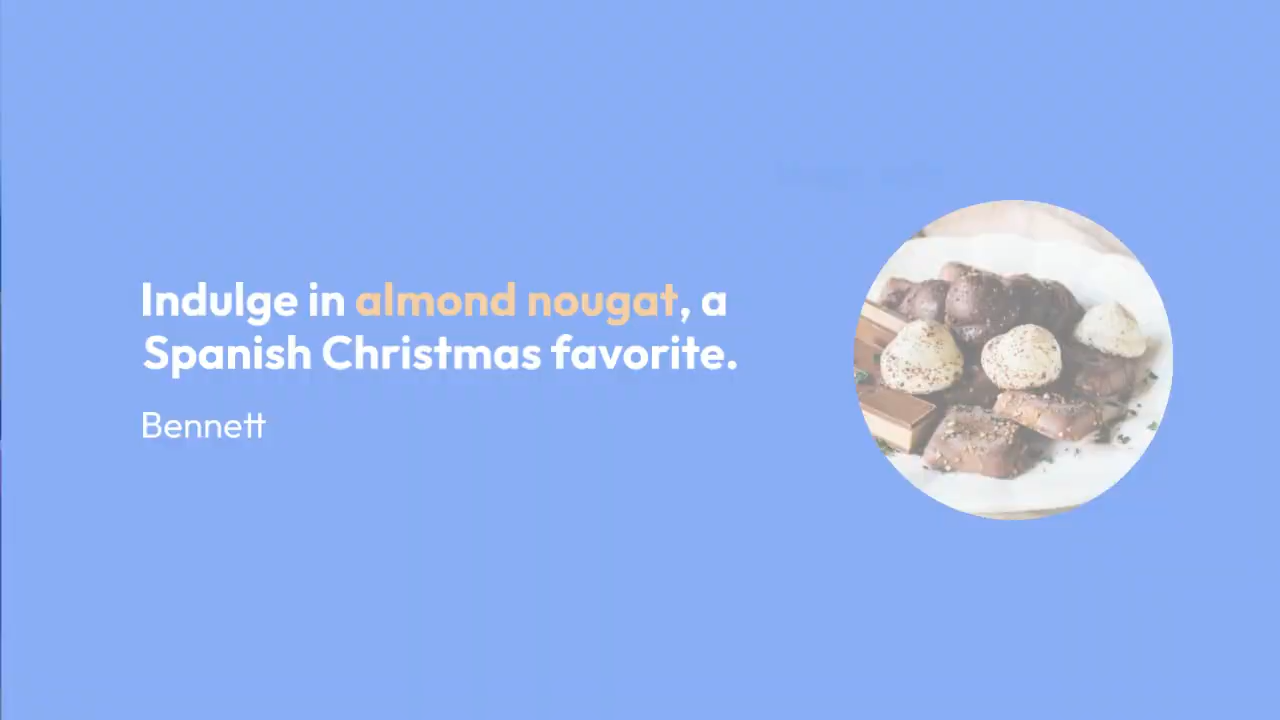 Indulge in almond nougat, a
Spanish Christmas favorite.
Bennett